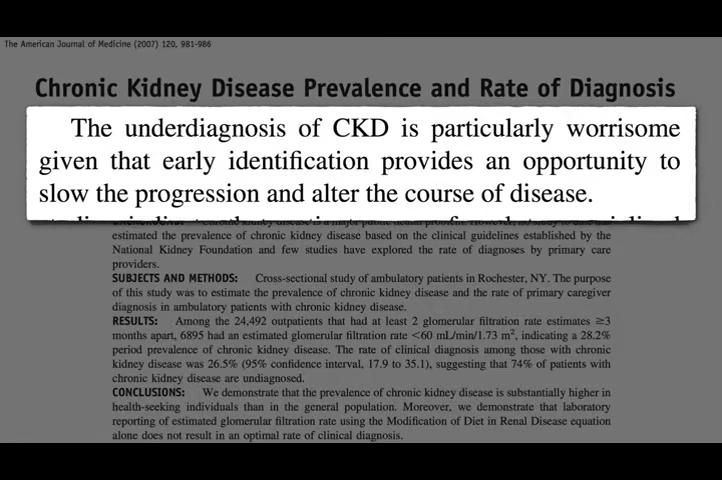 The American Journal of Medicine (2007) 120, 981-986
Chronic Kidney Disease Prevalence and Rate of Diagnosis
The underdiagnosis of CKD is particularly worrisome
given that early identification provides an opportunity to
slow the progression and alter the course of disease.
estimated the prevalence of chronic kidney disease based on the clinical guidelines established by the
National Kidney Foundation and few studies have explored the rate of diagnoses by primary care
providers.
SUBJECTS AND METHODS: Cross-sectional study of ambulatory patients in Rochester, NY. The purpose
of this study was to estimate the prevalence of chronic kidney disease and the rate of primary caregiver
diagnosis in ambulatory patients with chronic kidney disease.
RESULTS: Among the 24,492 outpatients that had at least 2 glomerular filtration rate estimates ≥3
months apart, 6895 had an estimated glomerular filtration rate <60 mL/min/1.73 m², indicating a 28.2%
period prevalence of chronic kidney disease. The rate of clinical diagnosis among those with chronic
kidney disease was 26.5% (95% confidence interval, 17.9 to 35.1), suggesting that 74% of patients with
chronic kidney disease are undiagnosed.
CONCLUSIONS: We demonstrate that the prevalence of chronic kidney disease is substantially higher in
health-seeking individuals than in the general population. Moreover, we demonstrate that laboratory
reporting of estimated glomerular filtration rate using the Modification of Diet in Renal Disease equation
alone does not result in an optimal rate of clinical diagnosis.